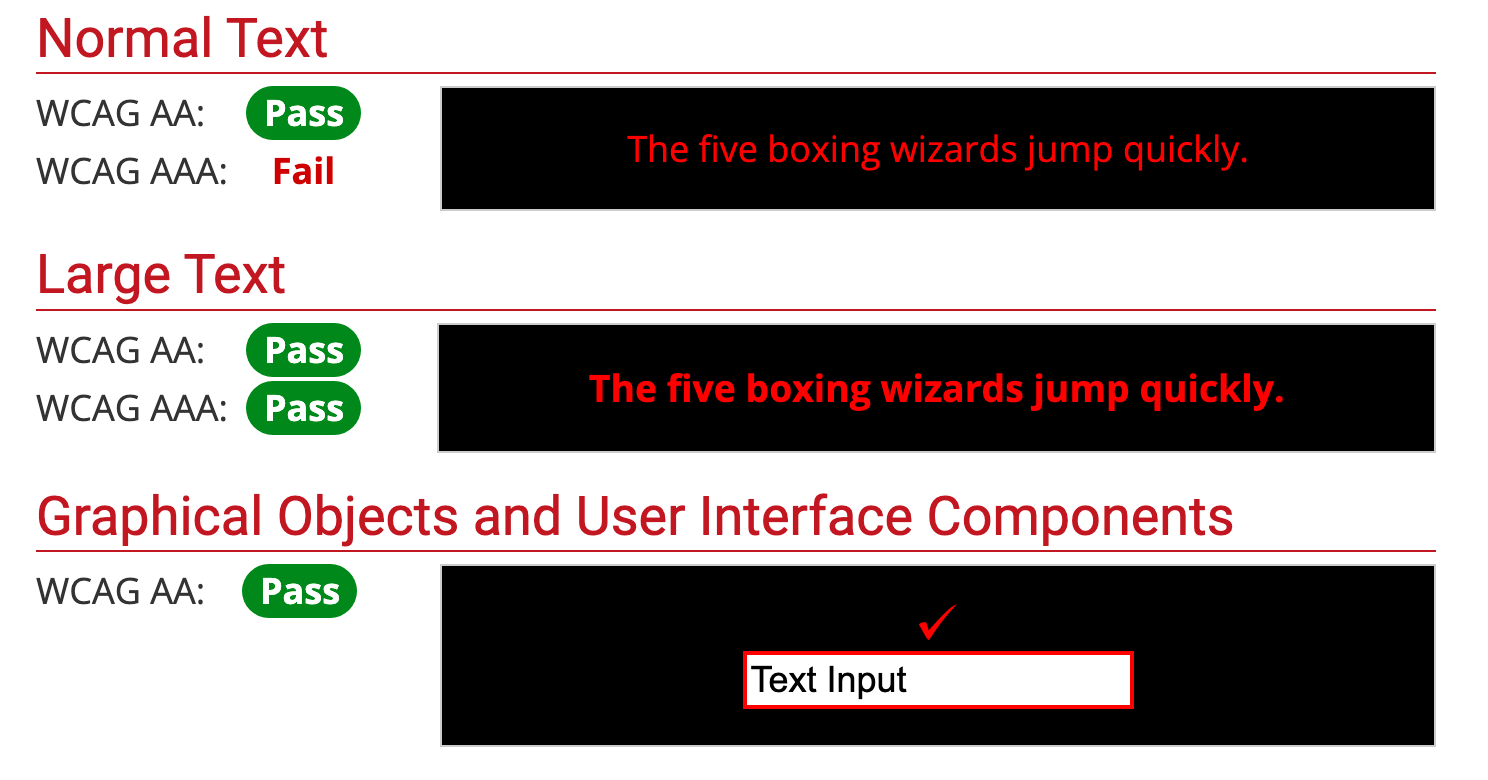 Normal Text
WCAG AA: Pass
WCAG AAA: Fail
The five boxing wizards jump quickly.
Large Text
WCAG AA: Pass
WCAG AAA: Pass
The five boxing wizards jump quickly.
Graphical Objects and User Interface Components
WCAG AA: Pass
✓
Text Input